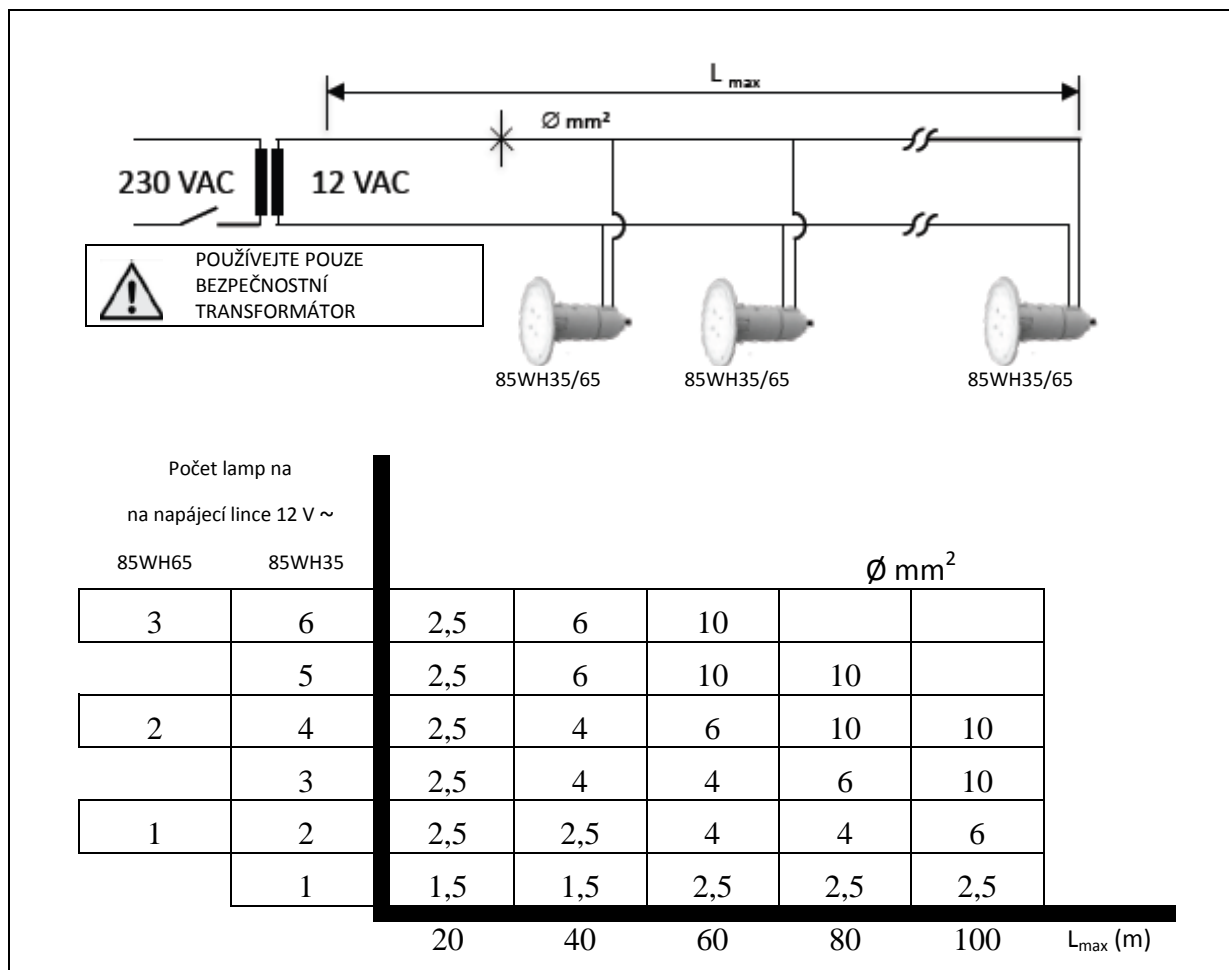 L max
Ø mm²
230 VAC
12 VAC
POUŽÍVEJTE POUZE
BEZPEČNOSTNÍ
TRANSFORMÁTOR
85WH35/65
85WH35/65
85WH35/65
Počet lamp na
na napájecí lince 12 V ~
85WH65 85WH35
Ø mm²
3 6 2,5 6 10
5 2,5 6 10 10
2 4 2,5 4 6 10 10
3 2,5 4 4 6 10
1 2 2,5 2,5 4 4 6
1 1,5 1,5 2,5 2,5 2,5
20 40 60 80 100 Lmax (m)